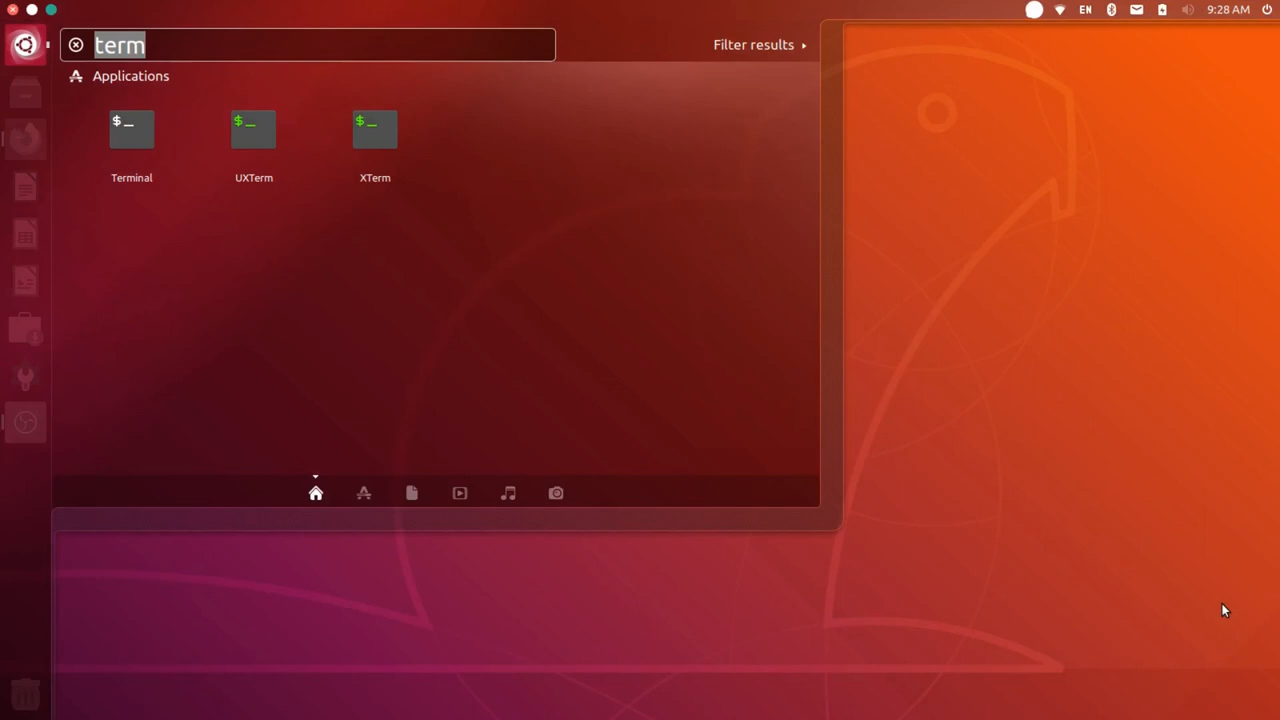 EN
9:28 AM
term
Filter results
Applications
$_
$_
$_
Terminal
UXTerm
XTerm